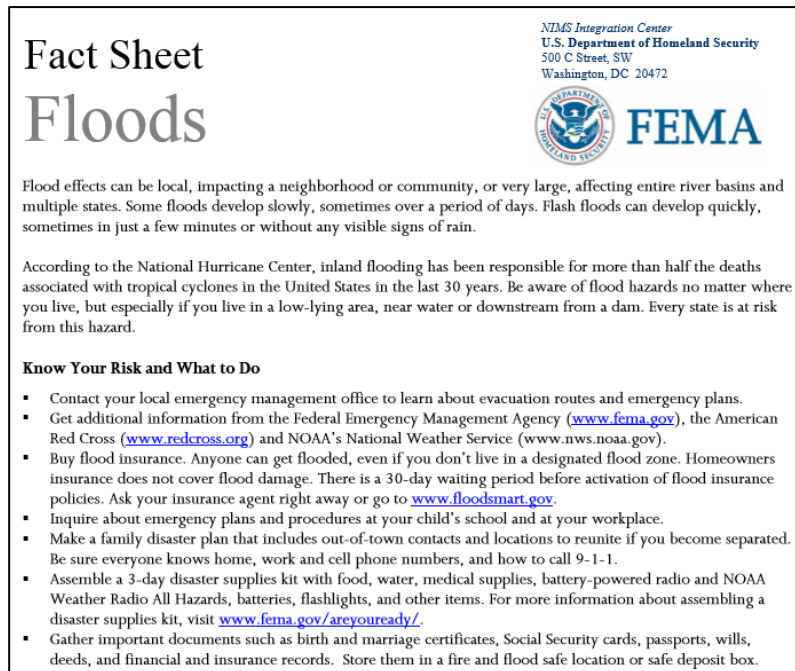 NIMS Integration Center
U.S. Department of Homeland Security
500 C Street, SW
Washington, DC  20472
Fact Sheet
Floods
U.S. DEPARTMENT OF HOMELAND SECURITY
FEMA
Flood effects can be local, impacting a neighborhood or community, or very large, affecting entire river basins and
multiple states. Some floods develop slowly, sometimes over a period of days. Flash floods can develop quickly,
sometimes in just a few minutes or without any visible signs of rain.
According to the National Hurricane Center, inland flooding has been responsible for more than half the deaths
associated with tropical cyclones in the United States in the last 30 years. Be aware of flood hazards no matter where
you live, but especially if you live in a low-lying area, near water or downstream from a dam. Every state is at risk
from this hazard.
Know Your Risk and What to Do
▪ Contact your local emergency management office to learn about evacuation routes and emergency plans.
▪ Get additional information from the Federal Emergency Management Agency (www.fema.gov), the American
Red Cross (www.redcross.org) and NOAA's National Weather Service (www.nws.noaa.gov).
▪ Buy flood insurance. Anyone can get flooded, even if you don't live in a designated flood zone. Homeowners
insurance does not cover flood damage. There is a 30-day waiting period before activation of flood insurance
policies. Ask your insurance agent right away or go to www.floodsmart.gov.
▪ Inquire about emergency plans and procedures at your child's school and at your workplace.
▪ Make a family disaster plan that includes out-of-town contacts and locations to reunite if you become separated.
Be sure everyone knows home, work and cell phone numbers, and how to call 9-1-1.
▪ Assemble a 3-day disaster supplies kit with food, water, medical supplies, battery-powered radio and NOAA
Weather Radio All Hazards, batteries, flashlights, and other items. For more information about assembling a
disaster supplies kit, visit www.fema.gov/areyouready/.
▪ Gather important documents such as birth and marriage certificates, Social Security cards, passports, wills,
deeds, and financial and insurance records.  Store them in a fire and flood safe location or safe deposit box.